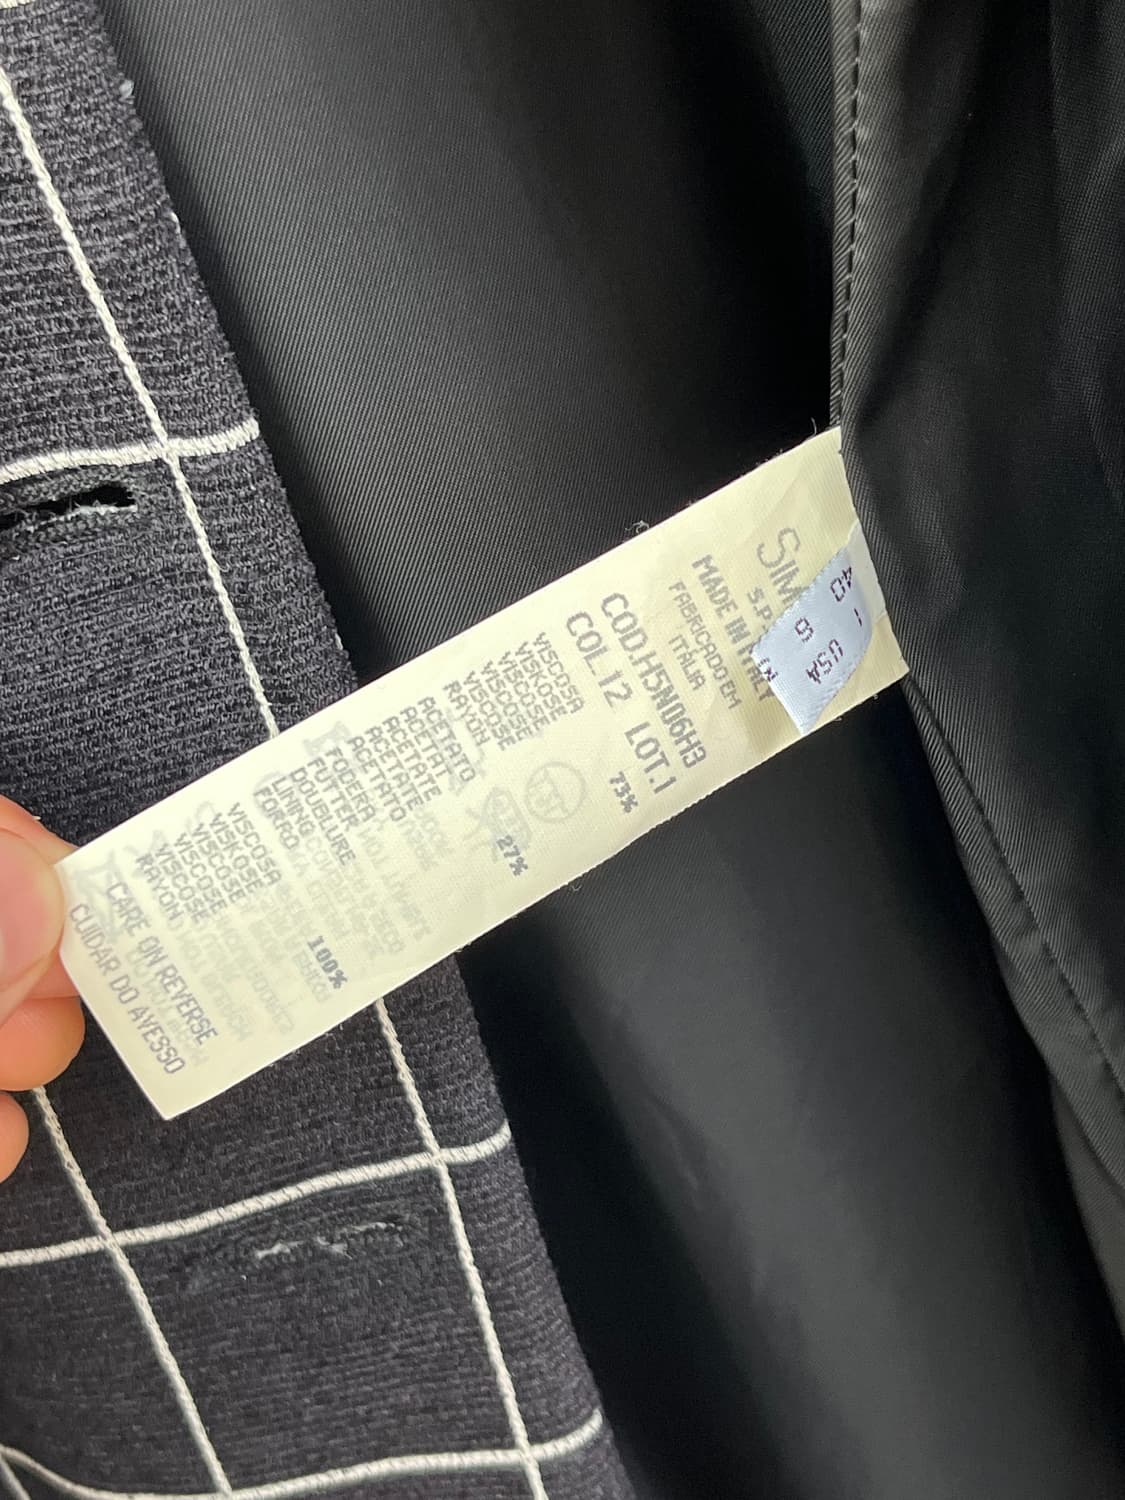 SIM
S.P
MADE IN ITALY
FABRICADO EM
ITÁLIA
COD.H5N06H3
COL.12 LOT.1
73%
VISCOSA
VISKOSE
VISCOSE
VISCOSE
RAYON
27%
ACETATO
ACETAT
ACETATE
ACETATE
ACETATO
FODERA
FUTTER
DOUBLURE
LINING
FORRO
100%
VISCOSA
VISKOSE
VISCOSE
VISCOSE
RAYON
CARE ON REVERSE
CUIDAR DO AVESSO
40
I
USA
6